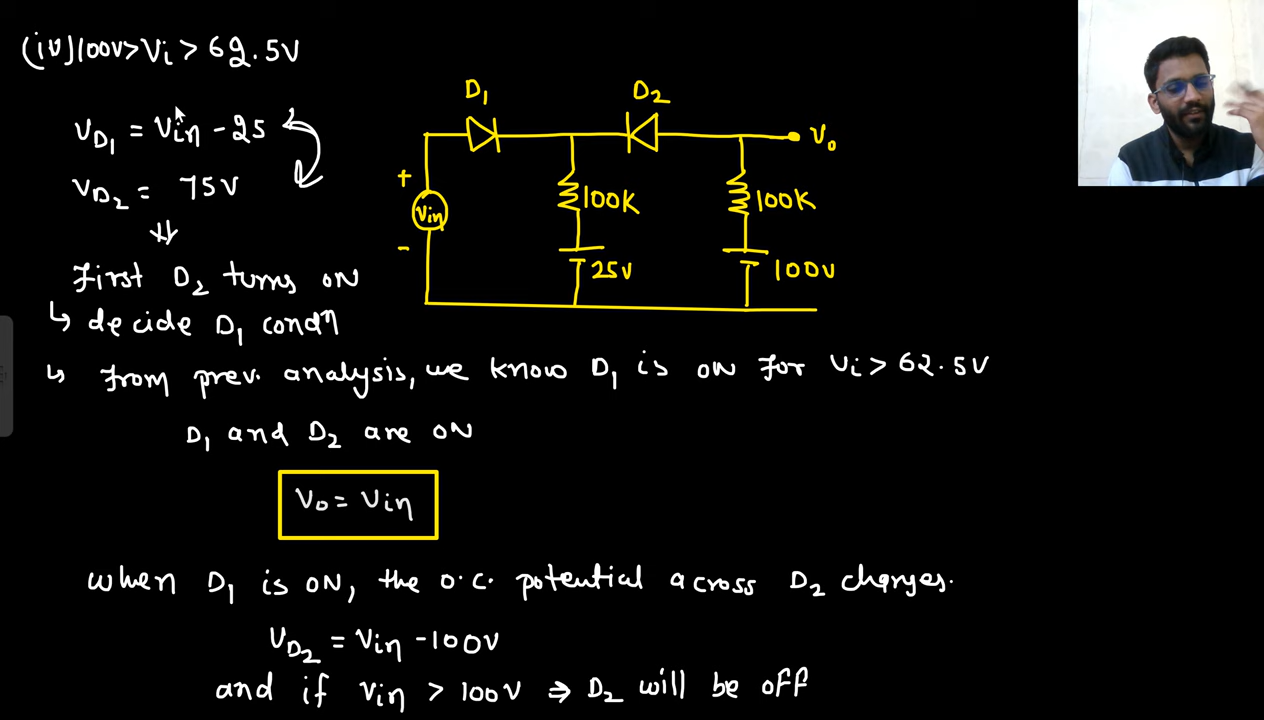 (iv) 100V > Vi > 62.5V
VD1 = Vin - 25
VD2 = 75V
⇓
First D2 turns ON
↳ decide D1 condn
↳ From prev. analysis, we know D1 is ON for Vi > 62.5V
D1 and D2 are ON
Vo = Vin
When D1 is ON, the O.C. potential across D2 changes.
VD2 = Vin - 100V
and if Vin > 100V ⇒ D2 will be off
D1
D2
Vo
+
Vin
-
100K
100K
25V
100V